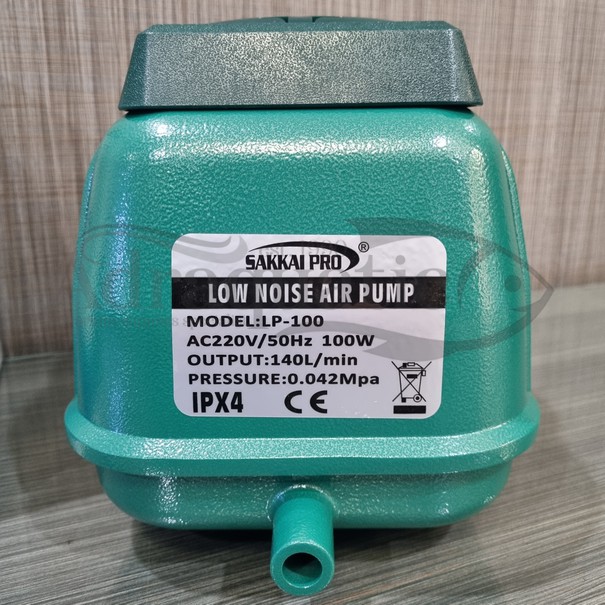 SAKKAI PRO ®
LOW NOISE AIR PUMP
MODEL:LP-100
AC220V/50Hz 100W
OUTPUT:140L/min
PRESSURE:0.042Mpa
IPX4 CE